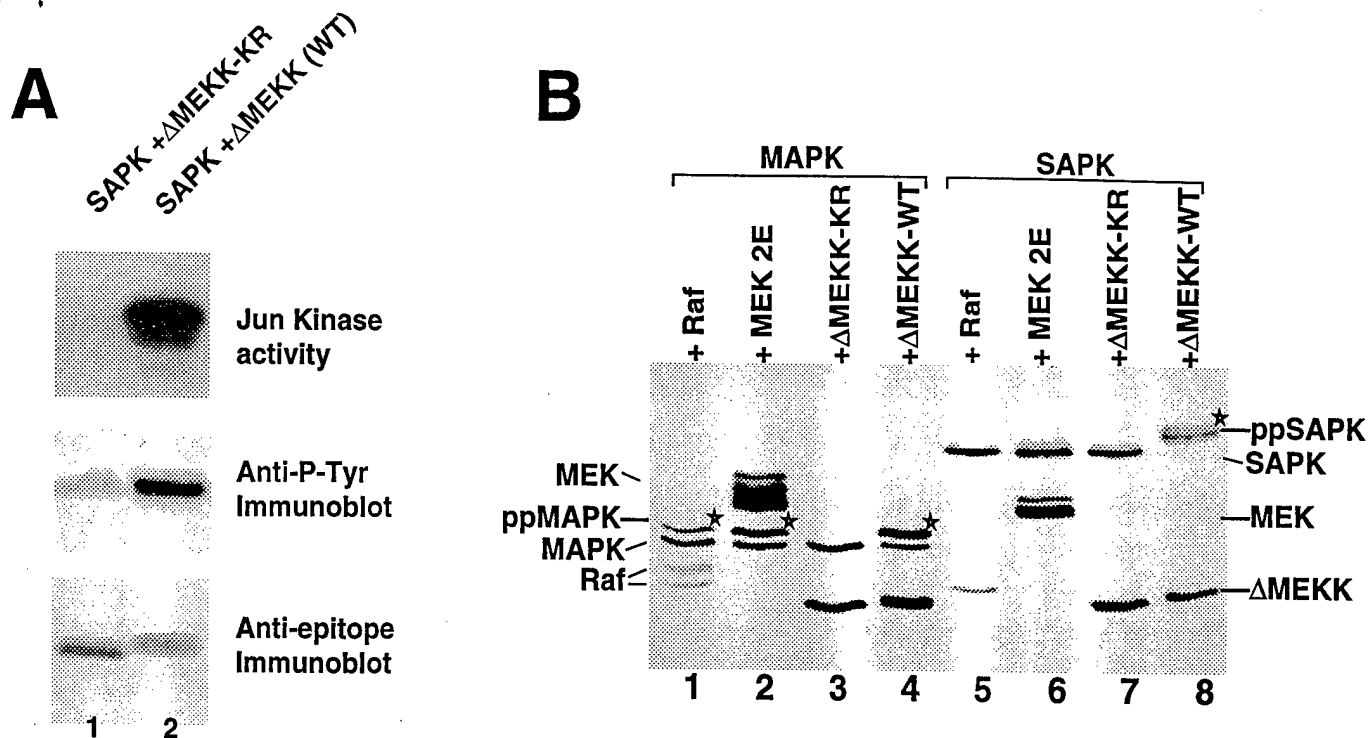 A
SAPK +ΔMEKK-KR
SAPK +ΔMEKK (WT)
Jun Kinase
activity
Anti-P-Tyr
Immunoblot
Anti-epitope
Immunoblot
1 2
B
MAPK SAPK
+ Raf
+ MEK 2E
+ΔMEKK-KR
+ΔMEKK-WT
+ Raf
+ MEK 2E
+ΔMEKK-KR
+ΔMEKK-WT
MEK
ppMAPK
MAPK
Raf
ppSAPK
SAPK
MEK
ΔMEKK
1 2 3 4 5 6 7 8